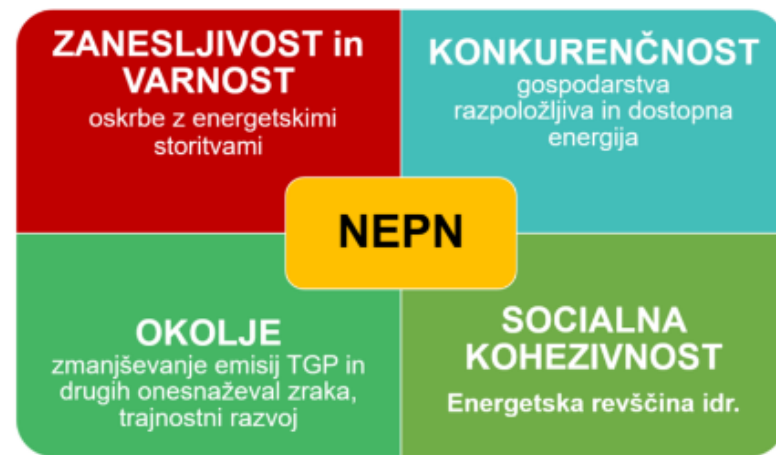 ZANESLJIVOST in
VARNOST
oskrbe z energetskimi
storitvami
KONKURENČNOST
gospodarstva
razpoložljiva in dostopna
energija
NEPN
OKOLJE
zmanjševanje emisij TGP in
drugih onesnaževal zraka,
trajnostni razvoj
SOCIALNA
KOHEZIVNOST
Energetska revščina idr.